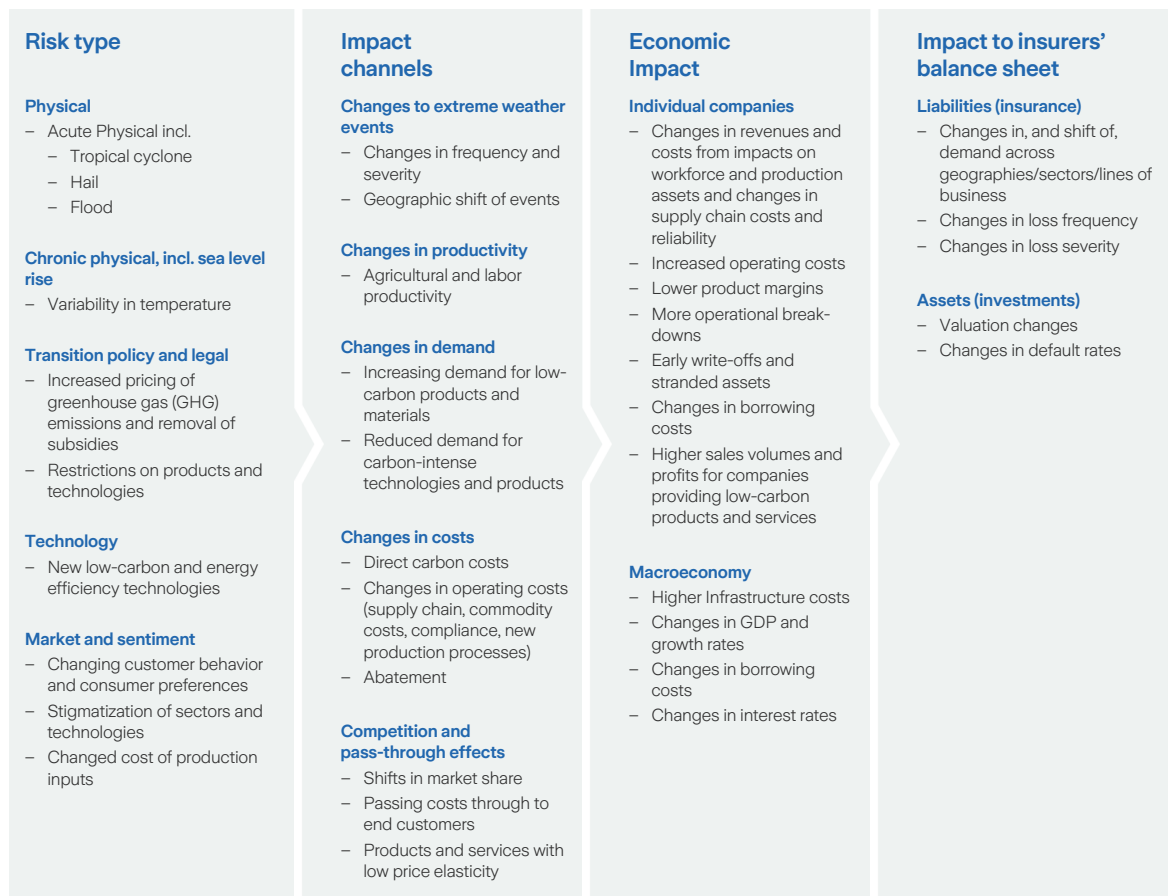 Risk type
Physical
– Acute Physical incl.
– Tropical cyclone
– Hail
– Flood
Chronic physical, incl. sea level
rise
– Variability in temperature
Transition policy and legal
– Increased pricing of
greenhouse gas (GHG)
emissions and removal of
subsidies
– Restrictions on products and
technologies
Technology
– New low-carbon and energy
efficiency technologies
Market and sentiment
– Changing customer behavior
and consumer preferences
– Stigmatization of sectors and
technologies
– Changed cost of production
inputs
Impact
channels
Changes to extreme weather
events
– Changes in frequency and
severity
– Geographic shift of events
Changes in productivity
– Agricultural and labor
productivity
Changes in demand
– Increasing demand for low-
carbon products and
materials
– Reduced demand for
carbon-intense
technologies and products
Changes in costs
– Direct carbon costs
– Changes in operating costs
(supply chain, commodity
costs, compliance, new
production processes)
– Abatement
Competition and
pass-through effects
– Shifts in market share
– Passing costs through to
end customers
– Products and services with
low price elasticity
Economic
Impact
Individual companies
– Changes in revenues and
costs from impacts on
workforce and production
assets and changes in
supply chain costs and
reliability
– Increased operating costs
– Lower product margins
– More operational break-
downs
– Early write-offs and
stranded assets
– Changes in borrowing
costs
– Higher sales volumes and
profits for companies
providing low-carbon
products and services
Macroeconomy
– Higher Infrastructure costs
– Changes in GDP and
growth rates
– Changes in borrowing
costs
– Changes in interest rates
Impact to insurers’
balance sheet
Liabilities (insurance)
– Changes in, and shift of,
demand across
geographies/sectors/lines of
business
– Changes in loss frequency
– Changes in loss severity
Assets (investments)
– Valuation changes
– Changes in default rates